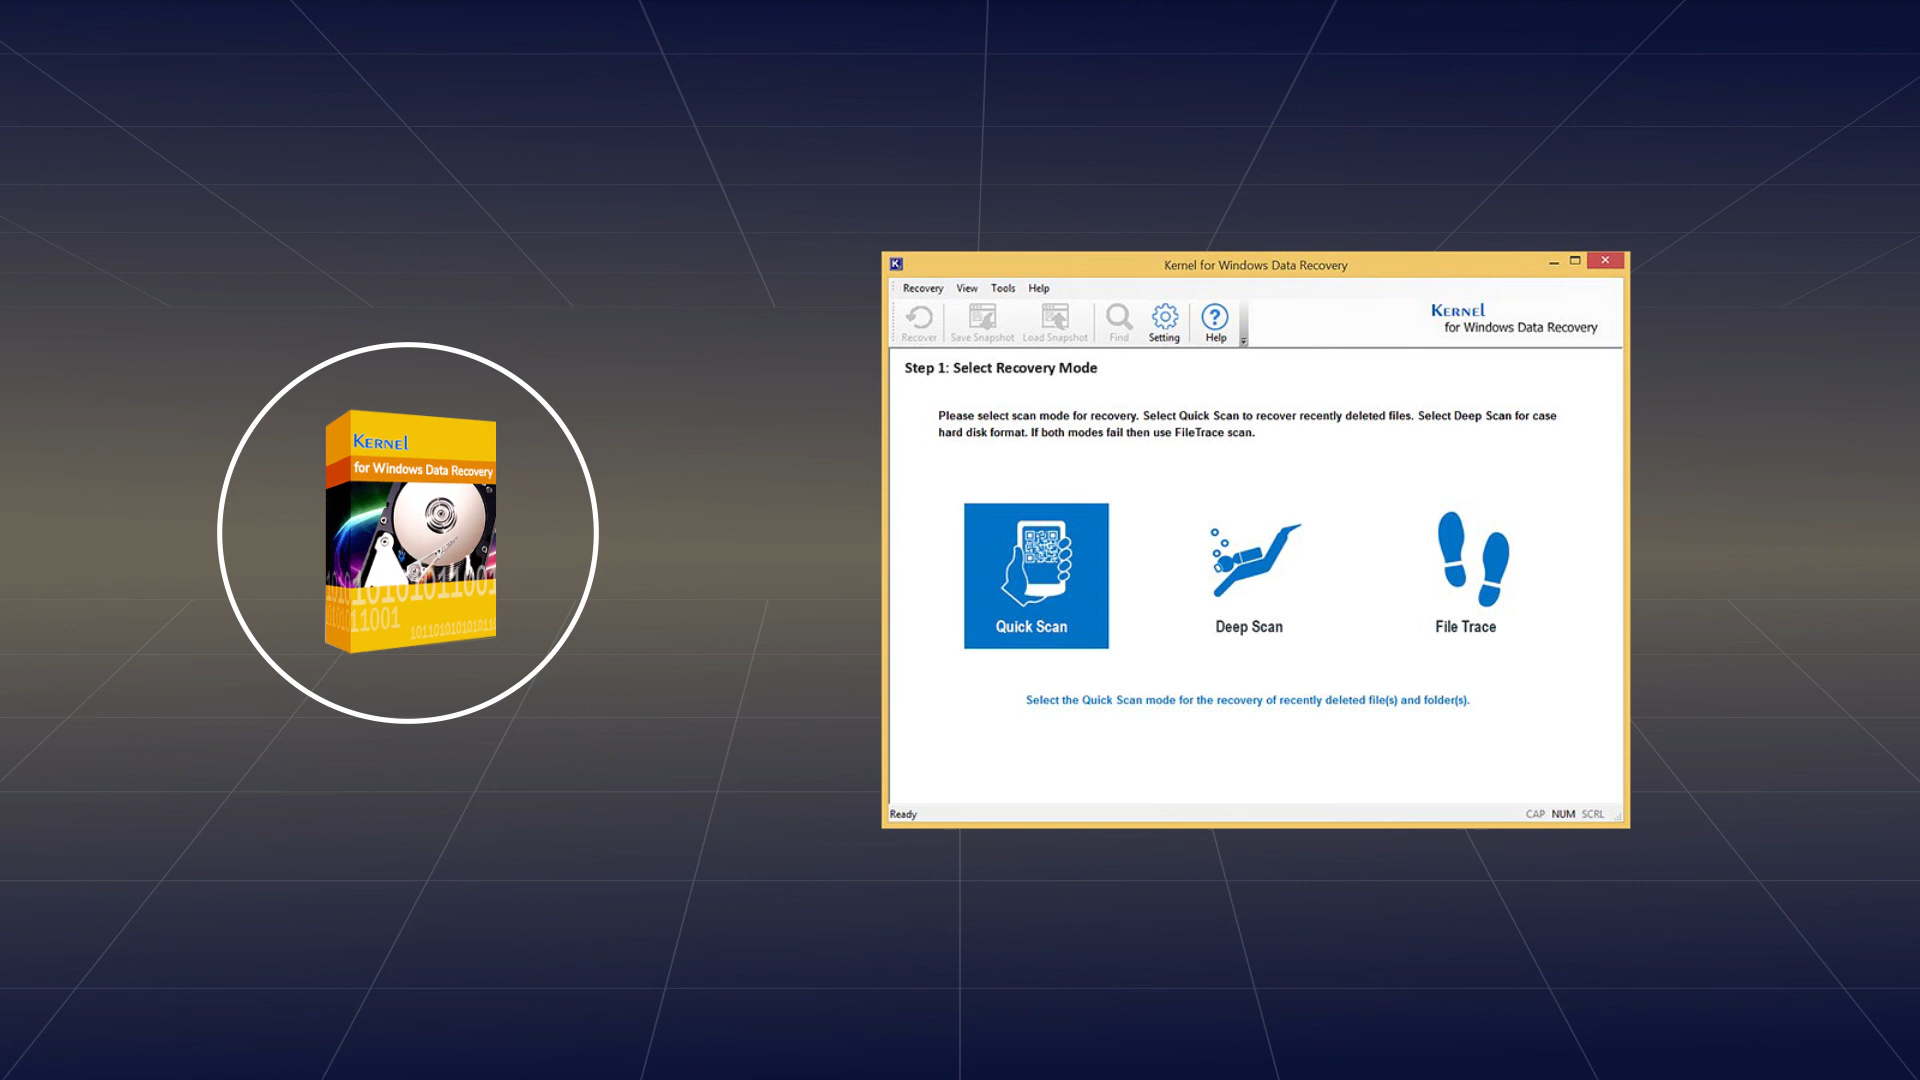 Kernel
for Windows Data Recovery
11001
Kernel for Windows Data Recovery
Recovery View Tools Help
Recover Save Snapshot Load Snapshot Find Setting Help
Kernel
for Windows Data Recovery
Step 1: Select Recovery Mode
Please select scan mode for recovery. Select Quick Scan to recover recently deleted files. Select Deep Scan for case
hard disk format. If both modes fail then use FileTrace scan.
Quick Scan Deep Scan File Trace
Select the Quick Scan mode for the recovery of recently deleted file(s) and folder(s).
Ready CAP NUM SCRL